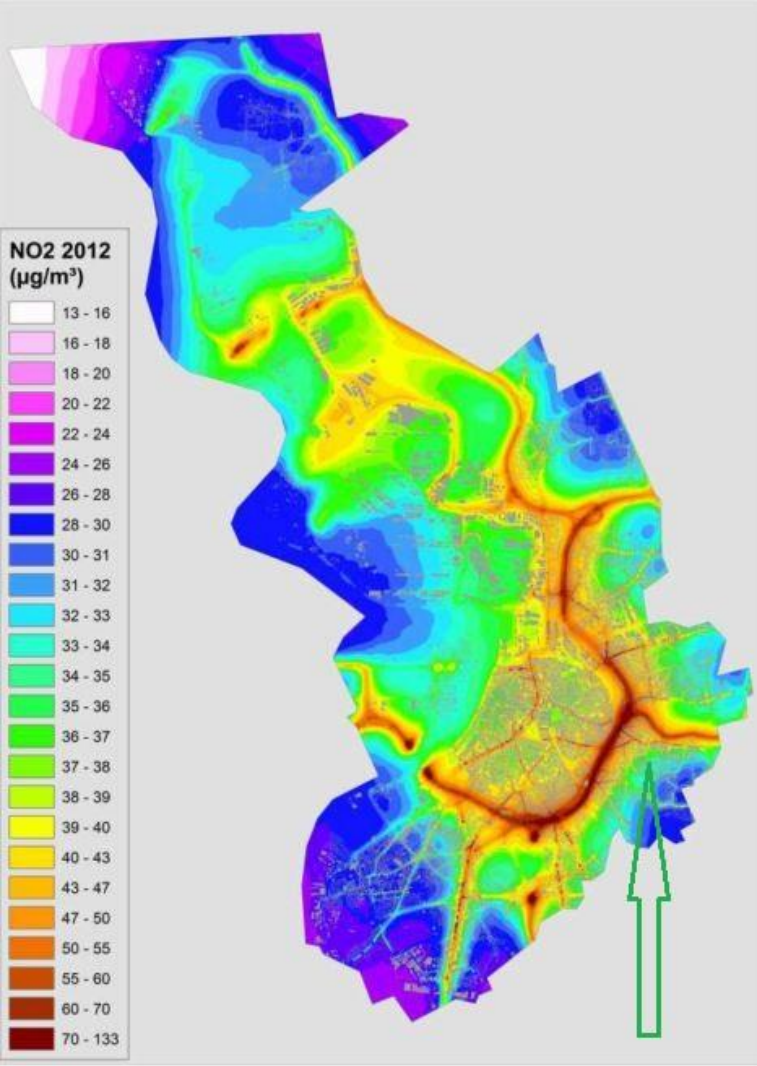 NO2 2012
(µg/m³)
13 - 16
16 - 18
18 - 20
20 - 22
22 - 24
24 - 26
26 - 28
28 - 30
30 - 31
31 - 32
32 - 33
33 - 34
34 - 35
35 - 36
36 - 37
37 - 38
38 - 39
39 - 40
40 - 43
43 - 47
47 - 50
50 - 55
55 - 60
60 - 70
70 - 133